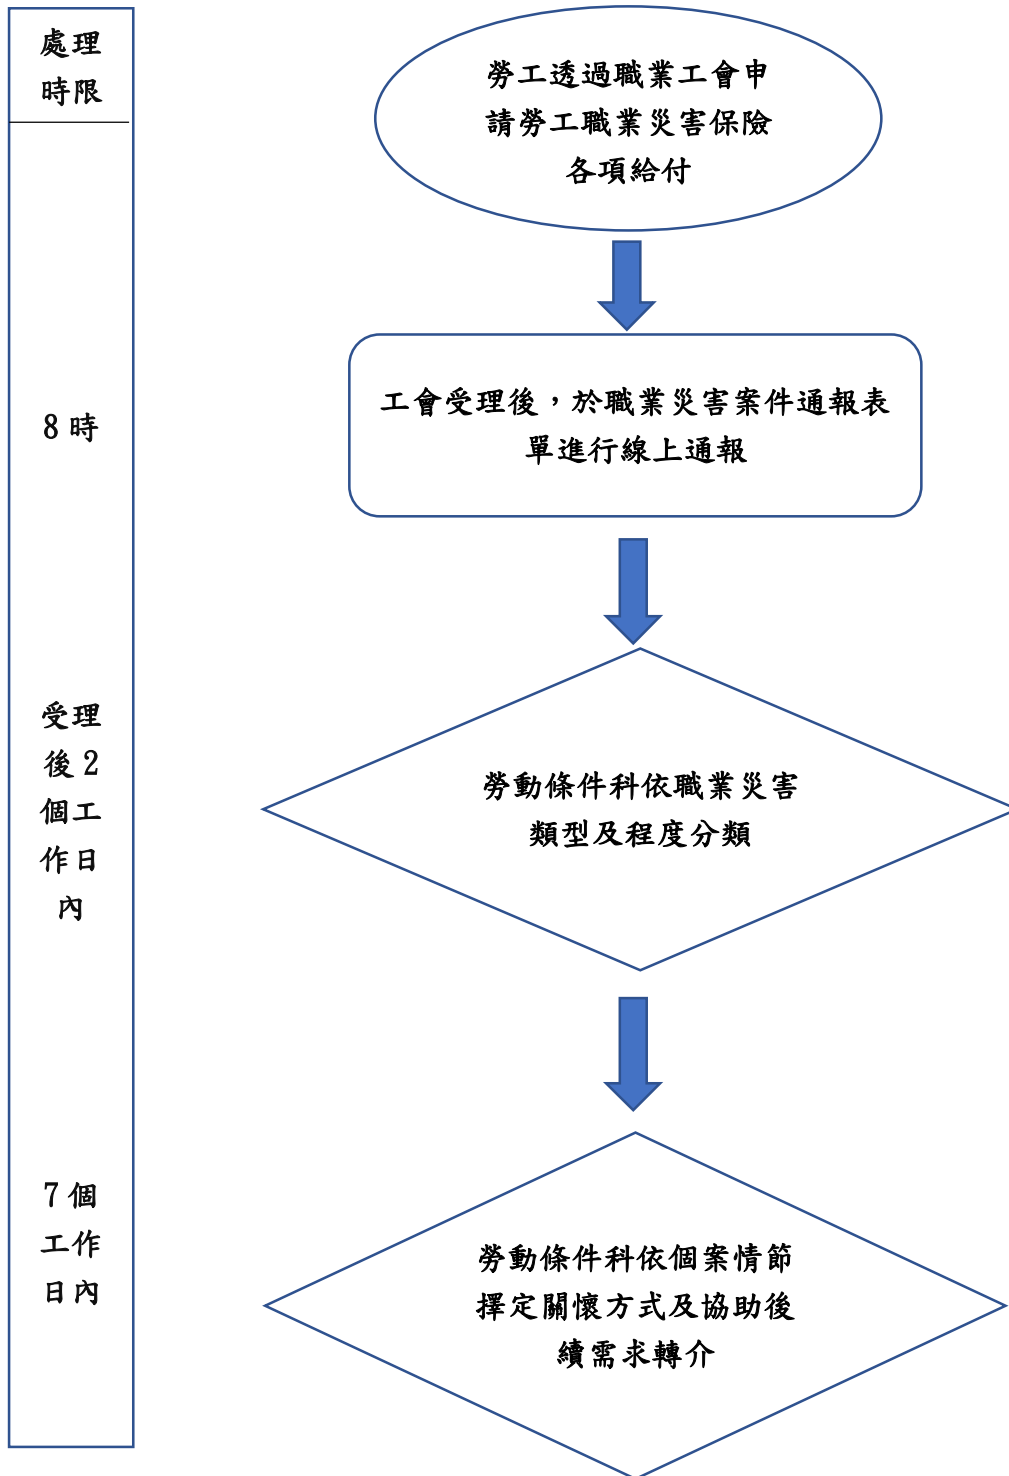 處理
時限
勞工透過職業工會申
請勞工職業災害保險
各項給付
8 時
工會受理後，於職業災害案件通報表
單進行線上通報
受理
後 2
個工
作日
內
勞動條件科依職業災害
類型及程度分類
7 個
工作
日內
勞動條件科依個案情節
擇定關懷方式及協助後
續需求轉介